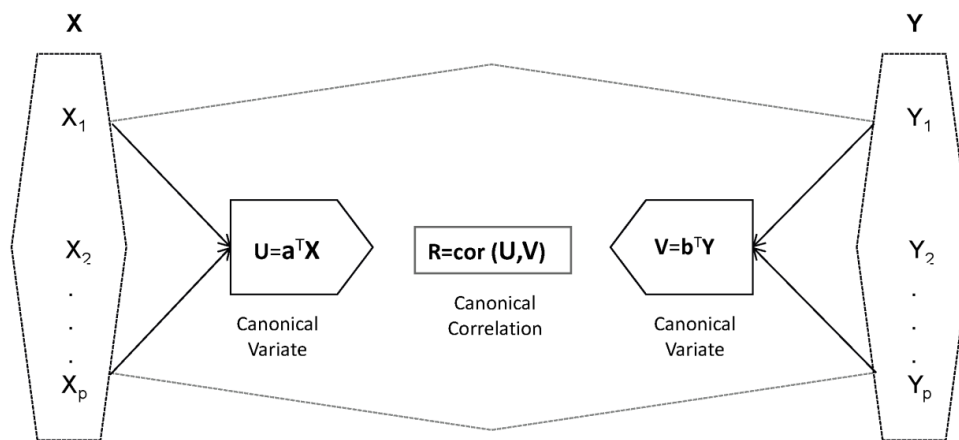 X
Y
X₁
Y₁
X₂
U=aᵀX
R=cor (U,V)
V=bᵀY
Y₂
.
.
.
Canonical
Variate
Canonical
Correlation
Canonical
Variate
.
.
.
Xₚ
Yₚ